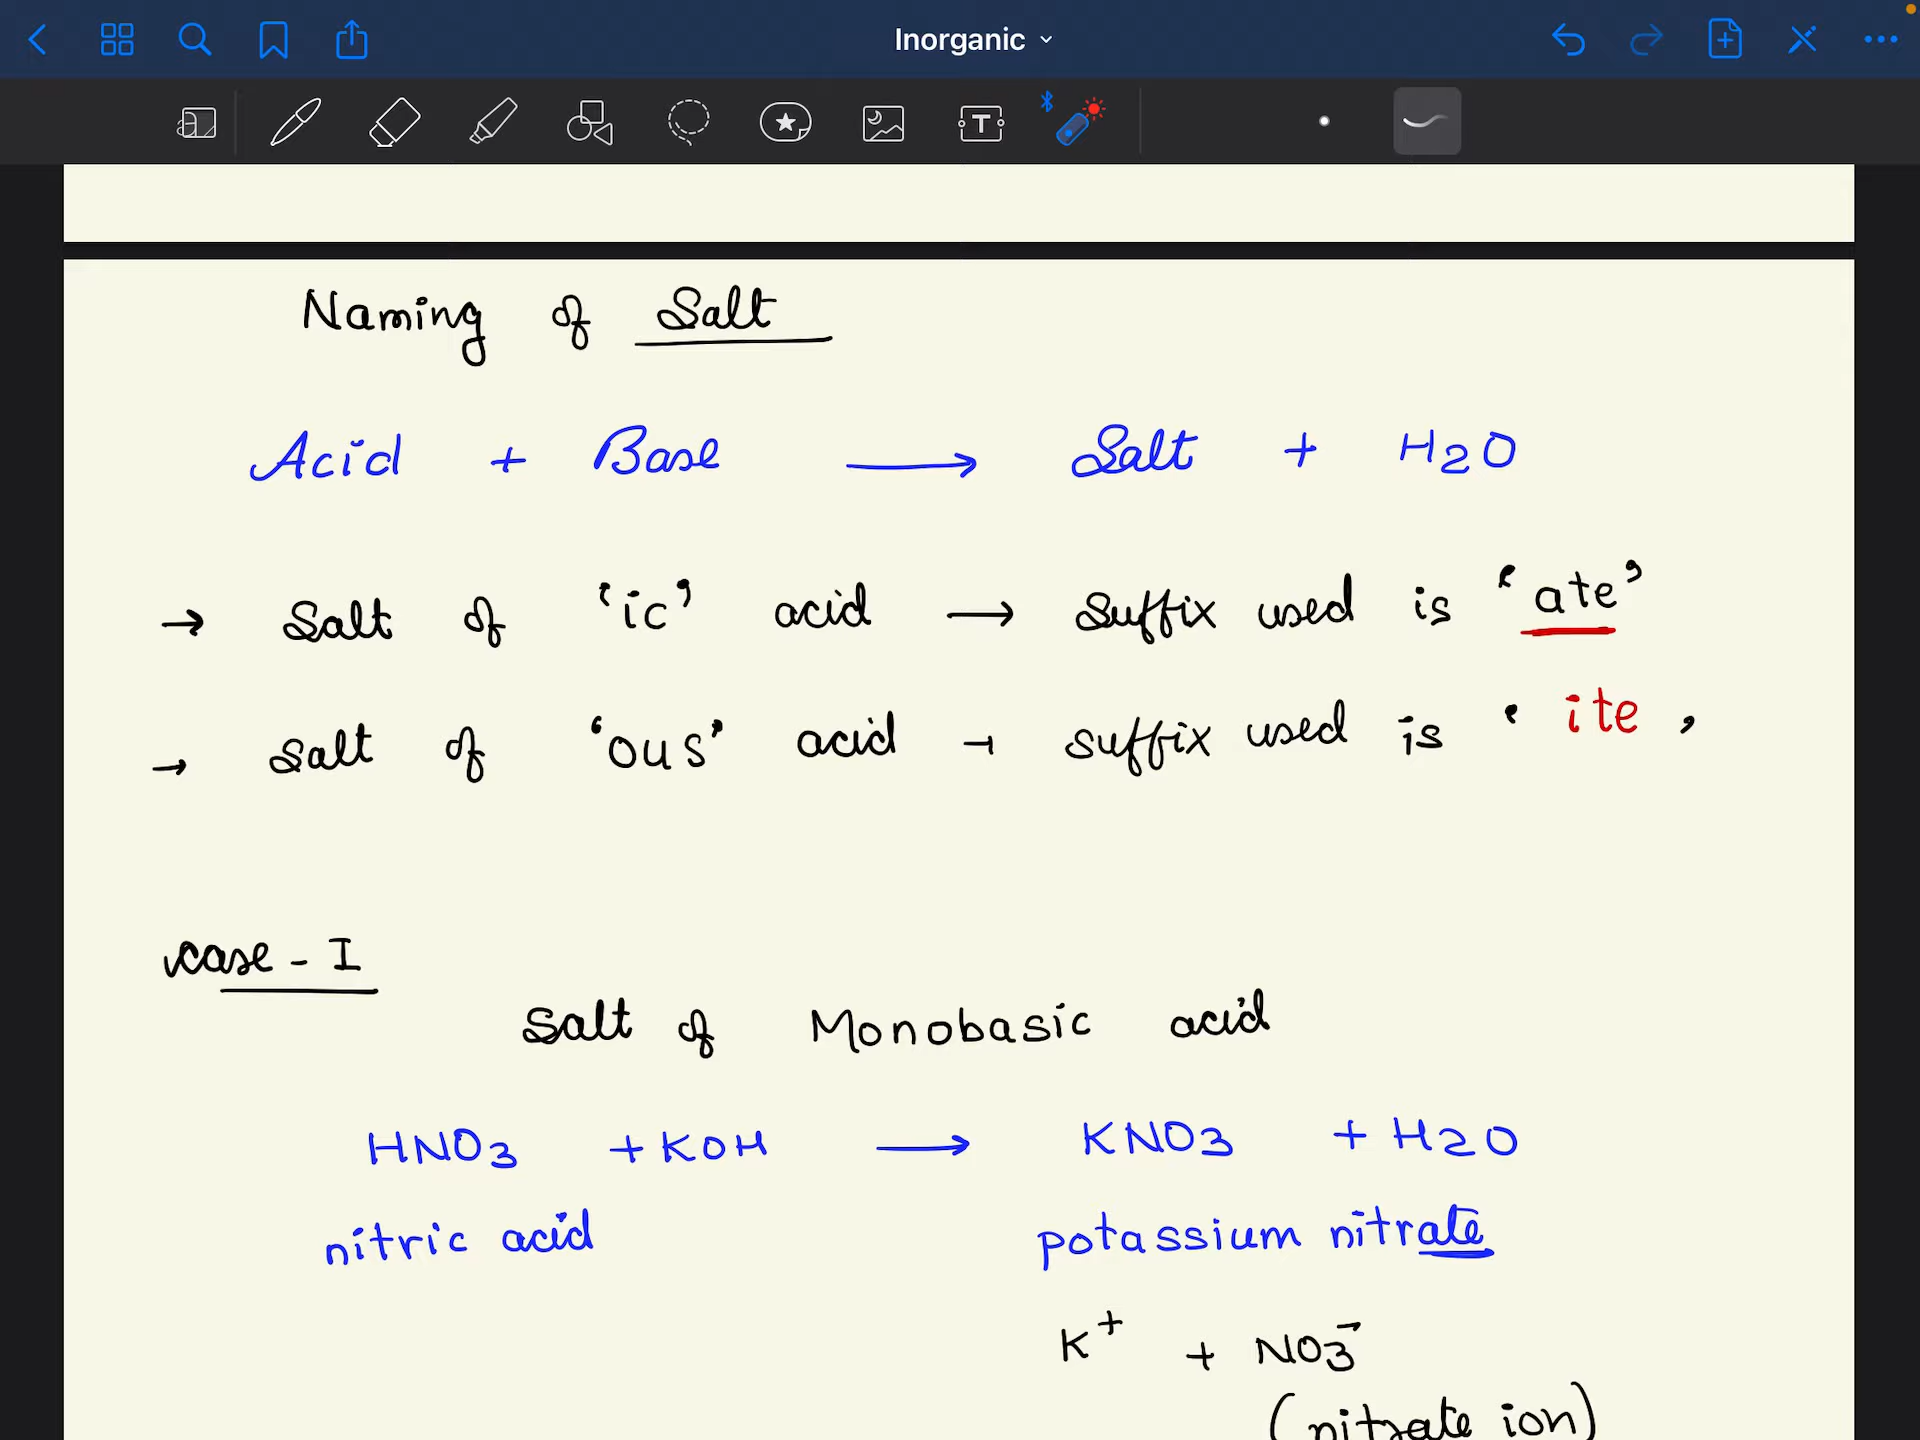 Inorganic
Naming of Salt
Acid + Base → Salt + H2O
→ Salt of 'ic' acid → suffix used is 'ate'
→ salt of 'ous' acid → suffix used is 'ite,
case - I
salt of Monobasic acid
HNO3 + KOH → KNO3 + H2O
nitric acid potassium nitrate
K+ + NO3-
(nitrate ion)